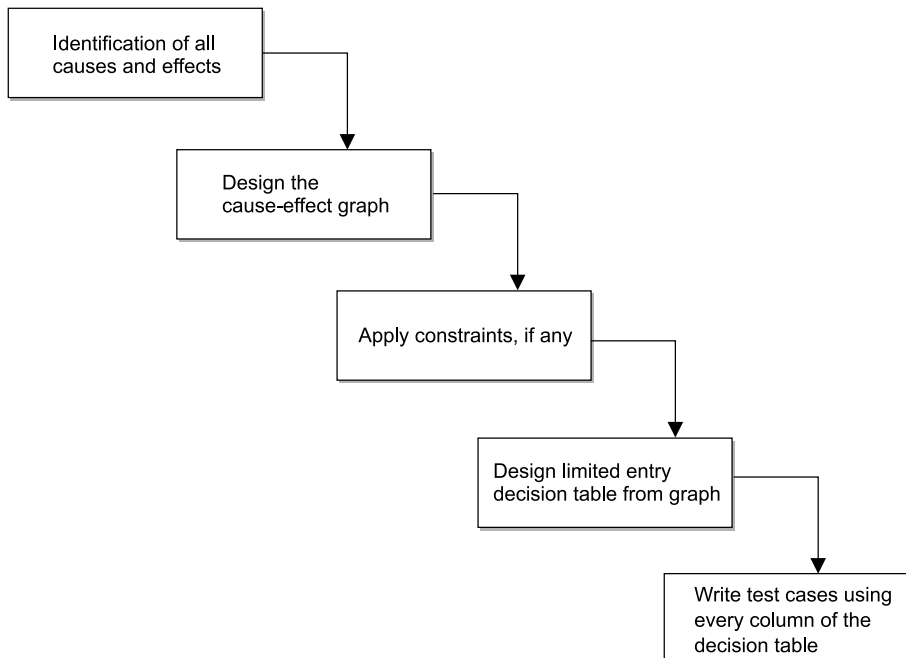 Identification of all
causes and effects
Design the
cause-effect graph
Apply constraints, if any
Design limited entry
decision table from graph
Write test cases using
every column of the
decision table